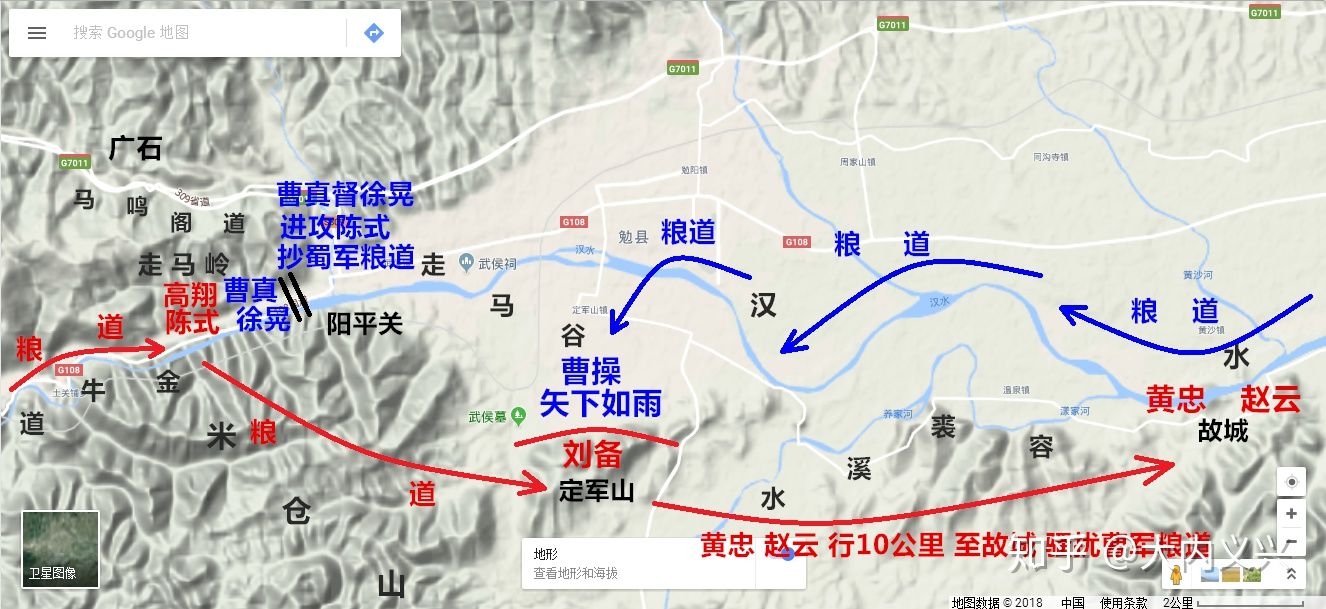 搜索 Google 地图
G7011
G7011
G7011
广石
G7011
309省道
马鸣阁道
曹真督徐晃
进攻陈式
抄蜀军粮道
勉阳镇
周家山镇
同沟寺镇
G108
勉县
粮道
G108
粮道
汉水
走马岭
走马谷
武侯祠
高翔
陈式
曹真
徐晃
阳平关
定军山镇
汉水
汉水
黄沙河
黄沙镇
粮道
粮道
G108
土关铺
金牛道
曹操
矢下如雨
黄忠 赵云
故城
武侯墓
养家河
温泉镇
漾家河
米仓山
粮道
刘备
定军山
裘容溪水
黄忠 赵云 行10公里 至故城 骚扰曹军粮道
知乎 @大内义兴
地形
查看地形和海拔
卫星图像
地图数据 © 2018 中国 使用条款 2公里